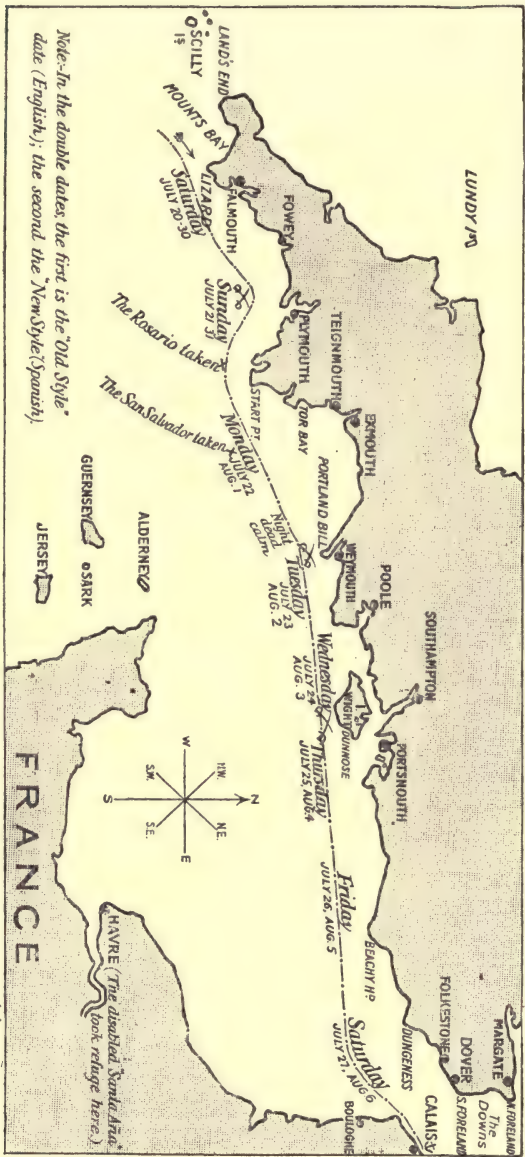 LUNDY I.
SCILLY
Iˢ
LAND'S END
MOUNTS BAY
LIZARD
FALMOUTH
FOWEY
PLYMOUTH
START PT
TOR BAY
TEIGNMOUTH
EXMOUTH
PORTLAND BILL
WEYMOUTH
POOLE
SOUTHAMPTON
I. WIGHT
DUNNOSE
PORTSMOUTH
BEACHY Hᴰ
DUNGENESS
FOLKESTONE
DOVER
S. FORELAND
The
Downs
MARGATE
N. FORELAND
CALAIS
BOULOGNE
Saturday
JULY 20-30
Sunday
JULY 21, 31
The Rosario taken
The San Salvador taken
Monday
JULY 22
AUG. 1
Night
dead
calm
Tuesday
JULY 23
AUG. 2
Wednesday
JULY 24
AUG. 3
Thursday
JULY 25, AUG. 4
Friday
JULY 26, AUG. 5
Saturday
JULY 27, AUG. 6
ALDERNEY
GUERNSEY
SARK
JERSEY
N
N.E.
E
S.E.
S
S.W.
W
N.W.
HAVRE (The disabled "Santa Aña"
took refuge here.)
FRANCE
Note:-In the double dates, the first is the "Old Style"
date (English); the second the "New Style" (Spanish).